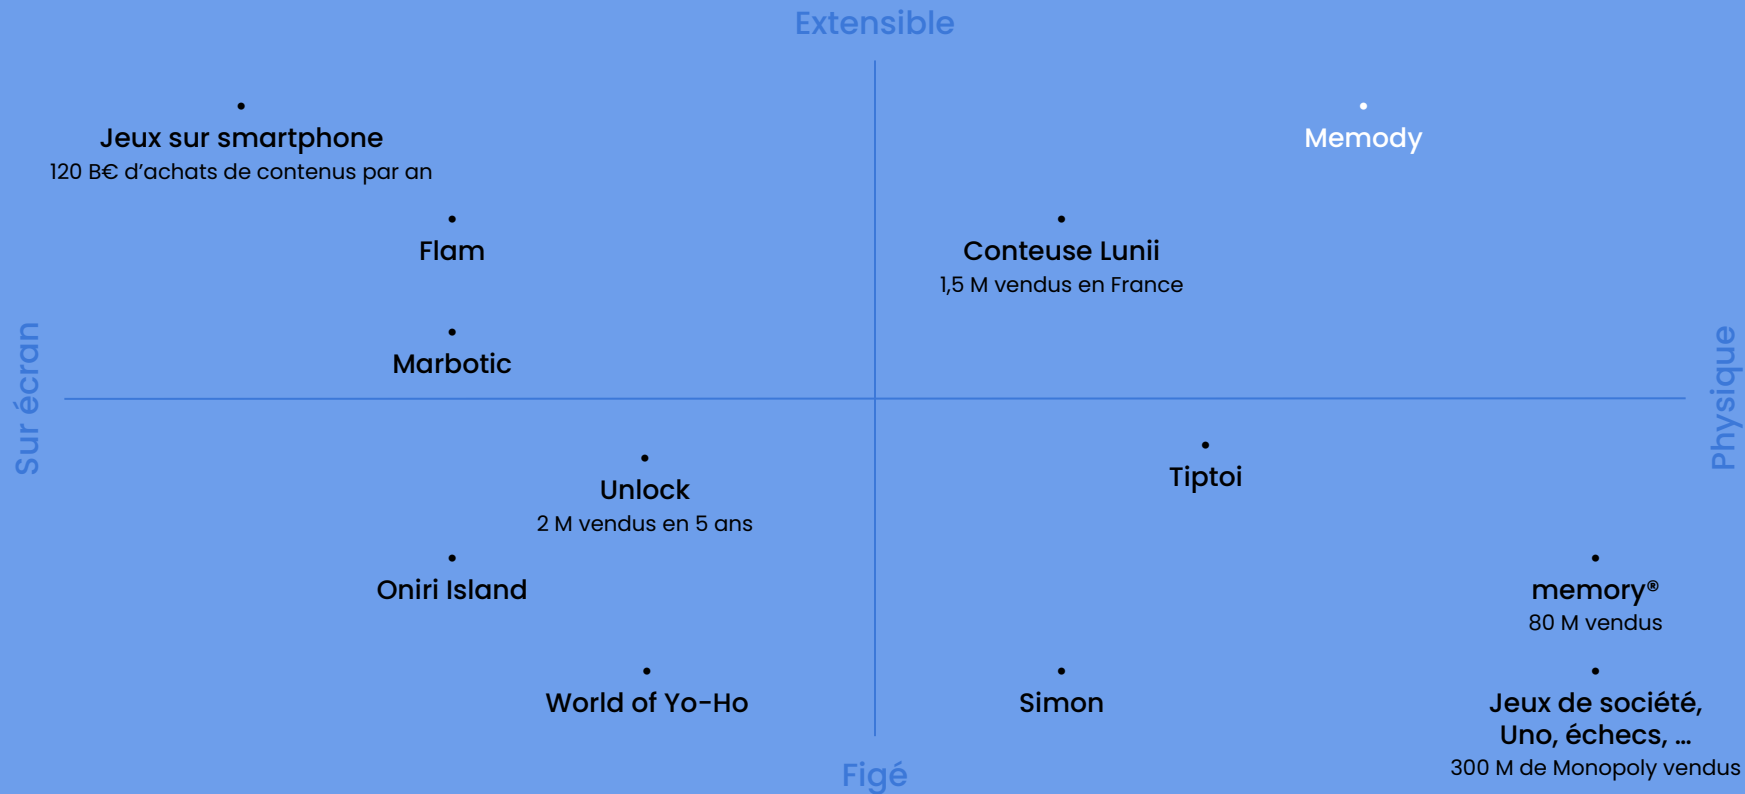 Extensible
Jeux sur smartphone
120 B€ d'achats de contenus par an
Memody
Flam
Conteuse Lunii
1,5 M vendus en France
Marbotic
Sur écran
Physique
Unlock
2 M vendus en 5 ans
Tiptoi
Oniri Island
memory®
80 M vendus
World of Yo-Ho
Simon
Jeux de société,
Uno, échecs, ...
300 M de Monopoly vendus
Figé